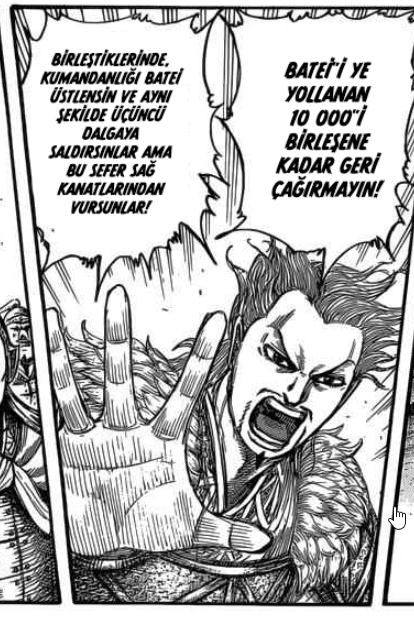 BATEİ'İ YE
YOLLANAN
10 000"İ
BİRLEŞENE
KADAR GERİ
ÇAĞIRMAYIN!
BİRLEŞTİKLERİNDE,
KUMANDANLIĞI BATEİ
ÜSTLENSİN VE AYNI
ŞEKİLDE ÜÇÜNCÜ
DALGAYA
SALDIRSINLAR AMA
BU SEFER SAĞ
KANATLARINDAN
VURSUNLAR!